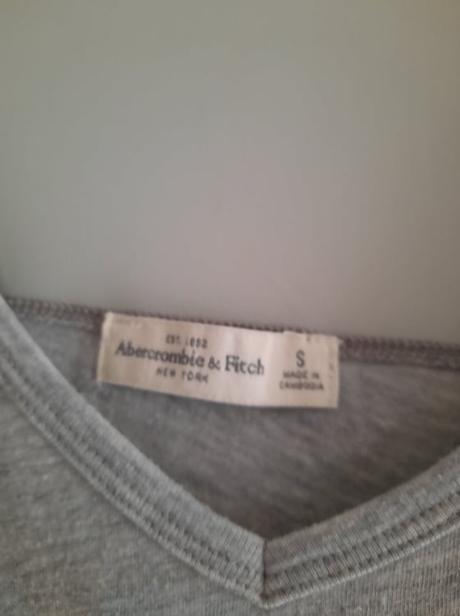 EST. 1892
Abercrombie & Fitch
NEW YORK
S
MADE IN
CAMBODIA